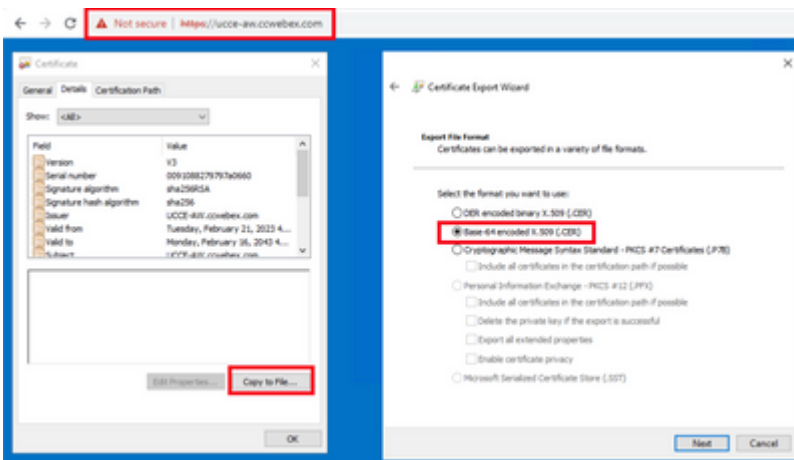 Not secure | https://ucce-aw.ccwebex.com
Certificate
General Details Certification Path
Show: <All>
Field Value
Version V3
Serial number 0091088279797a0660
Signature algorithm sha256RSA
Signature hash algorithm sha256
Issuer UCCE-AW.ccwebex.com
Valid from Tuesday, February 21, 2023 4...
Valid to Monday, February 16, 2043 4...
Subject UCCE-AW.ccwebex.com
Edit Properties... Copy to File...
OK
Certificate Export Wizard
Export File Format
Certificates can be exported in a variety of file formats.
Select the format you want to use:
DER encoded binary X.509 (.CER)
Base-64 encoded X.509 (.CER)
Cryptographic Message Syntax Standard - PKCS #7 Certificates (.P7B)
Include all certificates in the certification path if possible
Personal Information Exchange - PKCS #12 (.PFX)
Include all certificates in the certification path if possible
Delete the private key if the export is successful
Export all extended properties
Enable certificate privacy
Microsoft Serialized Certificate Store (.SST)
Next Cancel